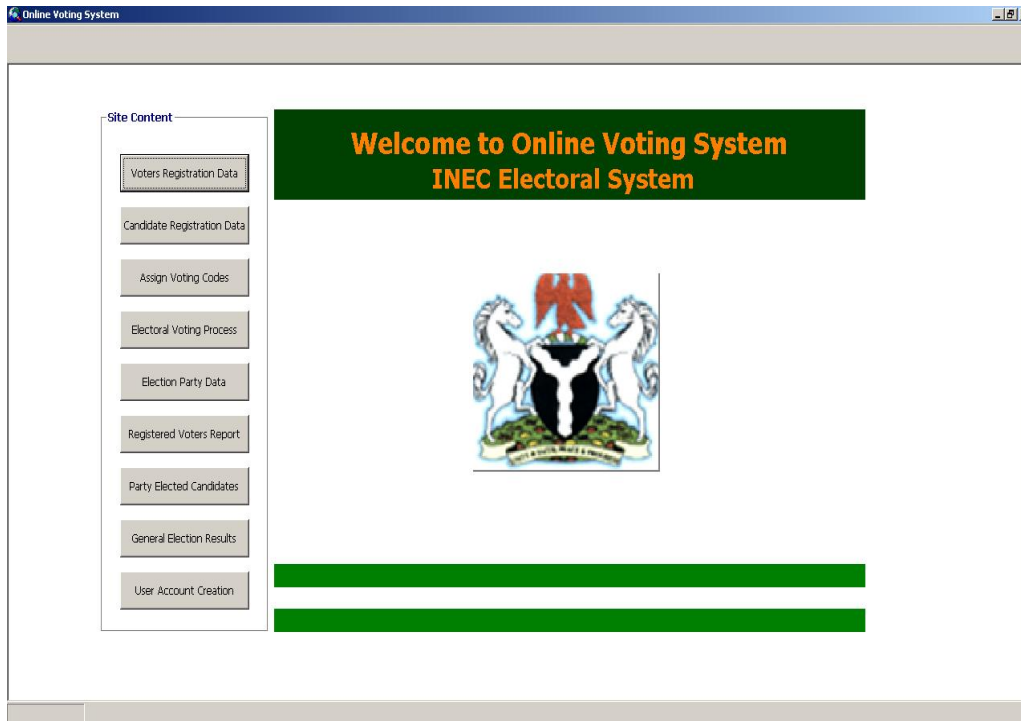 Online Voting System
Site Content
Voters Registration Data
Candidate Registration Data
Assign Voting Codes
Electoral Voting Process
Election Party Data
Registered Voters Report
Party Elected Candidates
General Election Results
User Account Creation
Welcome to Online Voting System
INEC Electoral System